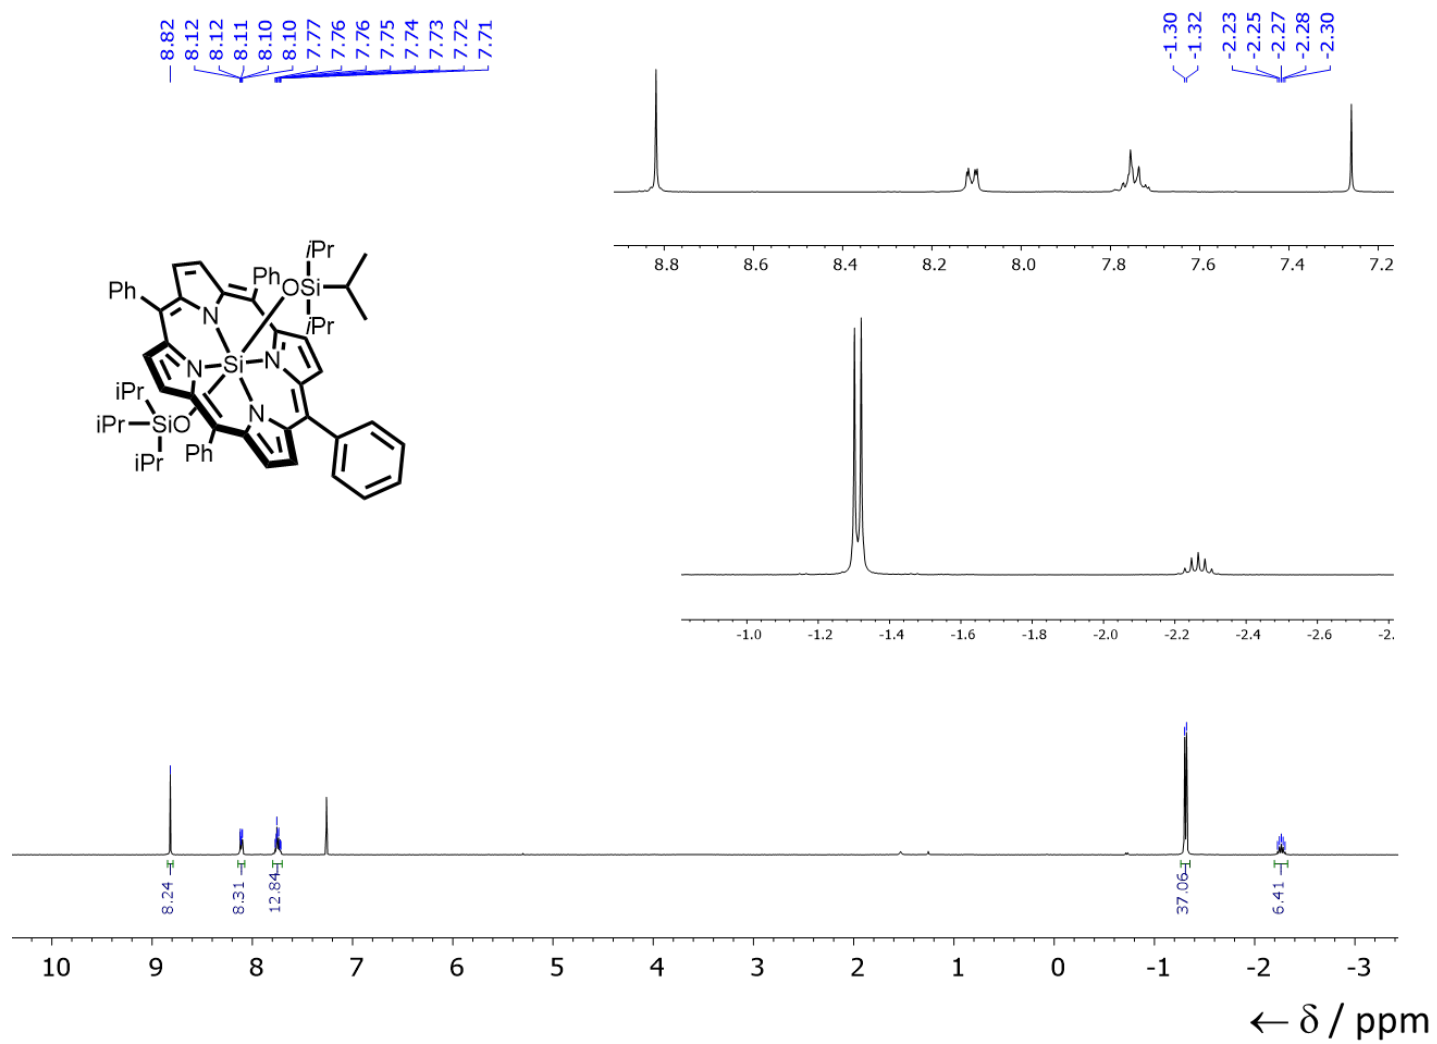 8.82
8.12
8.12
8.11
8.10
8.10
7.77
7.76
7.76
7.75
7.74
7.73
7.72
7.71
-1.30
-1.32
-2.23
-2.25
-2.27
-2.28
-2.30
8.8 8.6 8.4 8.2 8.0 7.8 7.6 7.4 7.2
iPr
Ph
OSi
Ph
iPr
N
N
Si
N
iPr
iPr
SiO
N
iPr
Ph
-1.0 -1.2 -1.4 -1.6 -1.8 -2.0 -2.2 -2.4 -2.6 -2.
8.24
8.31
12.84
37.06
6.41
10 9 8 7 6 5 4 3 2 1 0 -1 -2 -3
← δ / ppm